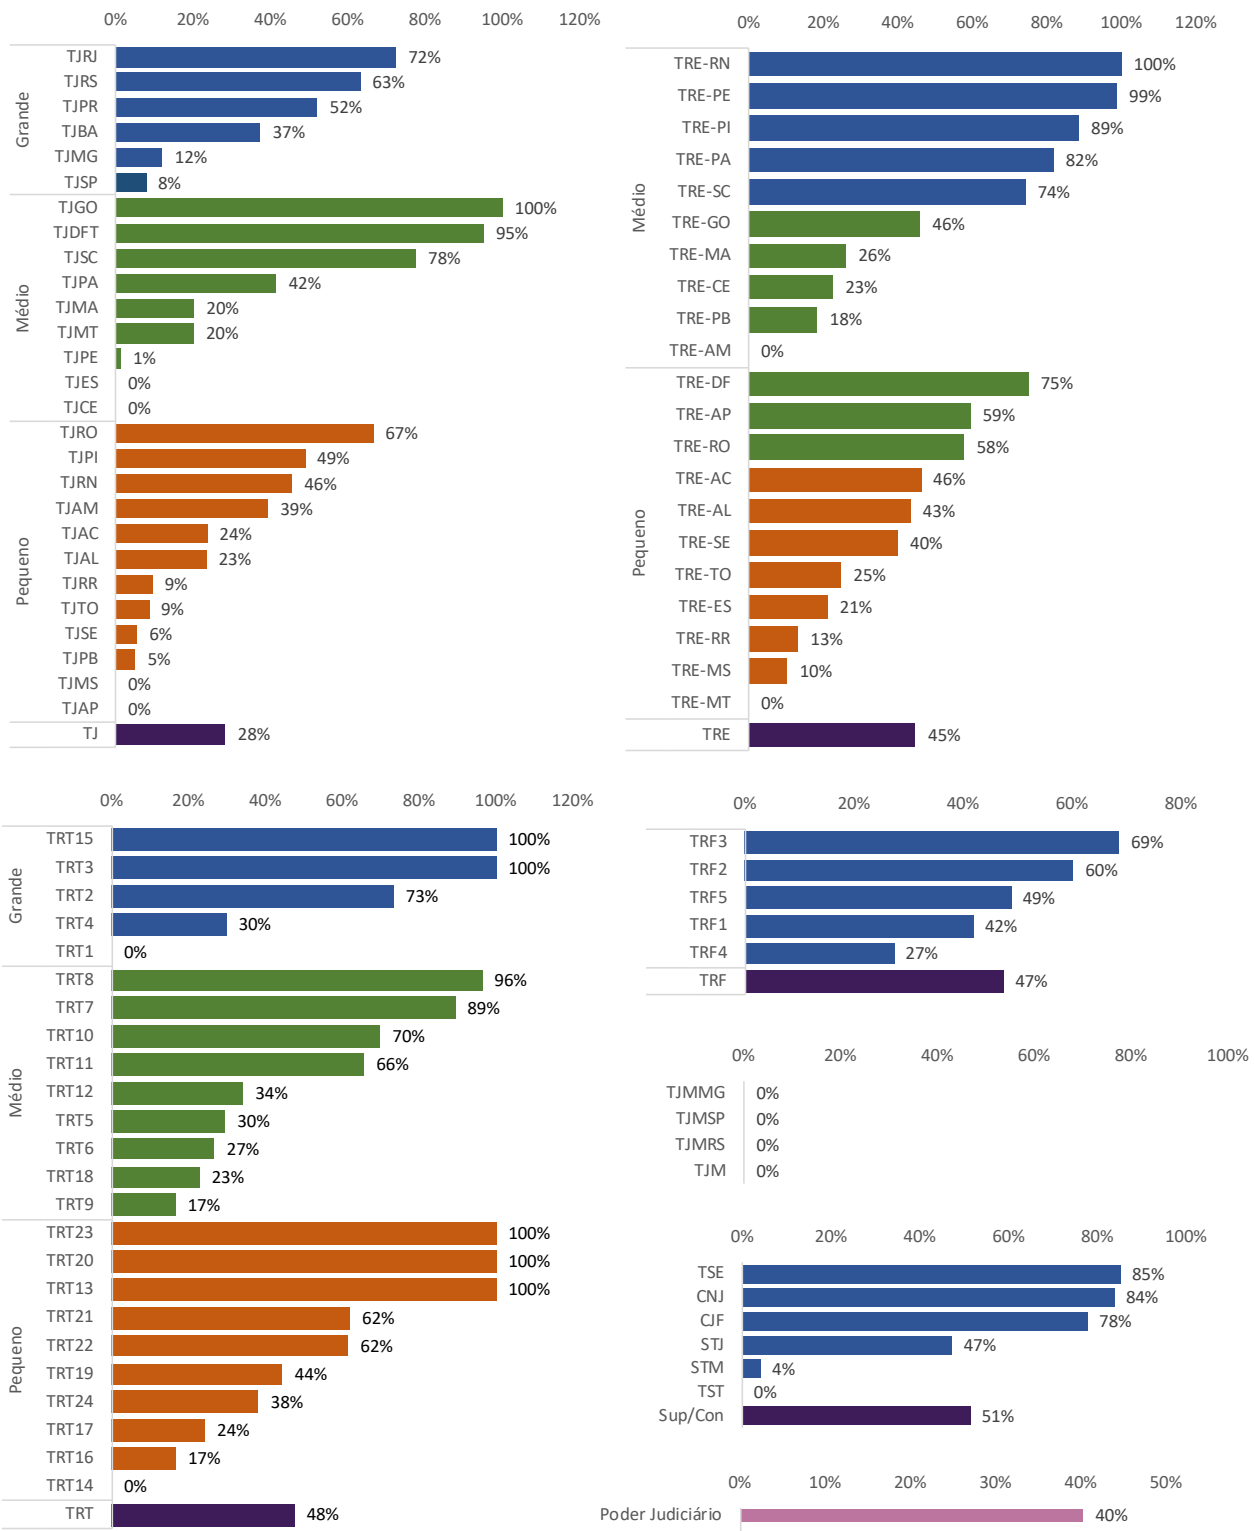 0% 20% 40% 60% 80% 100% 120%
Grande
TJRJ 72%
TJRS 63%
TJPR 52%
TJBA 37%
TJMG 12%
TJSP 8%
Médio
TJGO 100%
TJDFT 95%
TJSC 78%
TJPA 42%
TJMA 20%
TJMT 20%
TJPE 1%
TJES 0%
TJCE 0%
Pequeno
TJRO 67%
TJPI 49%
TJRN 46%
TJAM 39%
TJAC 24%
TJAL 23%
TJRR 9%
TJTO 9%
TJSE 6%
TJPB 5%
TJMS 0%
TJAP 0%
TJ 28%
0% 20% 40% 60% 80% 100% 120%
Médio
TRE-RN 100%
TRE-PE 99%
TRE-PI 89%
TRE-PA 82%
TRE-SC 74%
TRE-GO 46%
TRE-MA 26%
TRE-CE 23%
TRE-PB 18%
TRE-AM 0%
Pequeno
TRE-DF 75%
TRE-AP 59%
TRE-RO 58%
TRE-AC 46%
TRE-AL 43%
TRE-SE 40%
TRE-TO 25%
TRE-ES 21%
TRE-RR 13%
TRE-MS 10%
TRE-MT 0%
TRE 45%
0% 20% 40% 60% 80% 100% 120%
Grande
TRT15 100%
TRT3 100%
TRT2 73%
TRT4 30%
TRT1 0%
Médio
TRT8 96%
TRT7 89%
TRT10 70%
TRT11 66%
TRT12 34%
TRT5 30%
TRT6 27%
TRT18 23%
TRT9 17%
Pequeno
TRT23 100%
TRT20 100%
TRT13 100%
TRT21 62%
TRT22 62%
TRT19 44%
TRT24 38%
TRT17 24%
TRT16 17%
TRT14 0%
TRT 48%
0% 20% 40% 60% 80%
TRF3 69%
TRF2 60%
TRF5 49%
TRF1 42%
TRF4 27%
TRF 47%
0% 20% 40% 60% 80% 100%
TJMMG 0%
TJMSP 0%
TJMRS 0%
TJM 0%
0% 20% 40% 60% 80% 100%
TSE 85%
CNJ 84%
CJF 78%
STJ 47%
STM 4%
TST 0%
Sup/Con 51%
0% 10% 20% 30% 40% 50%
Poder Judiciário 40%